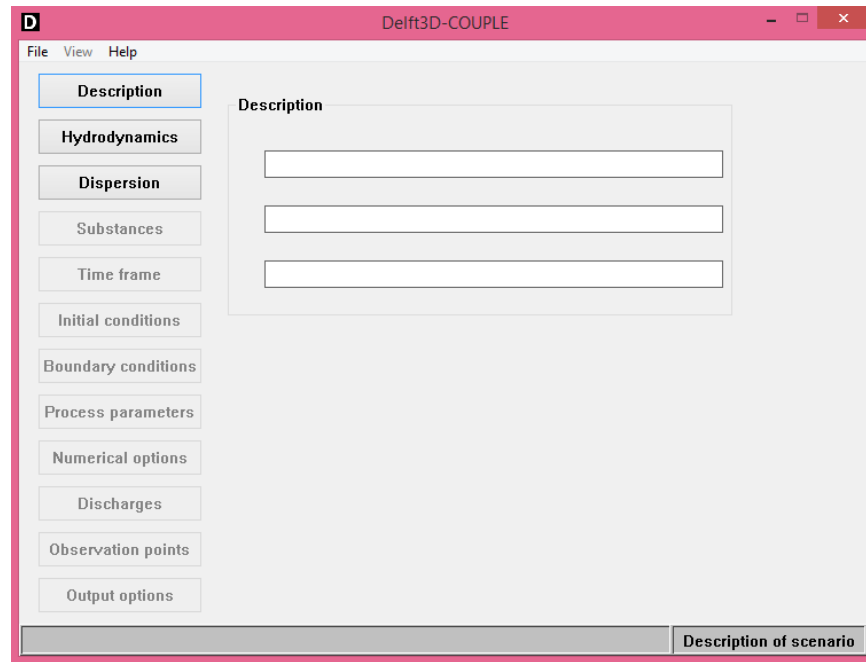 D Delft3D-COUPLE
File View Help
Description
Hydrodynamics
Dispersion
Substances
Time frame
Initial conditions
Boundary conditions
Process parameters
Numerical options
Discharges
Observation points
Output options
Description
Description of scenario